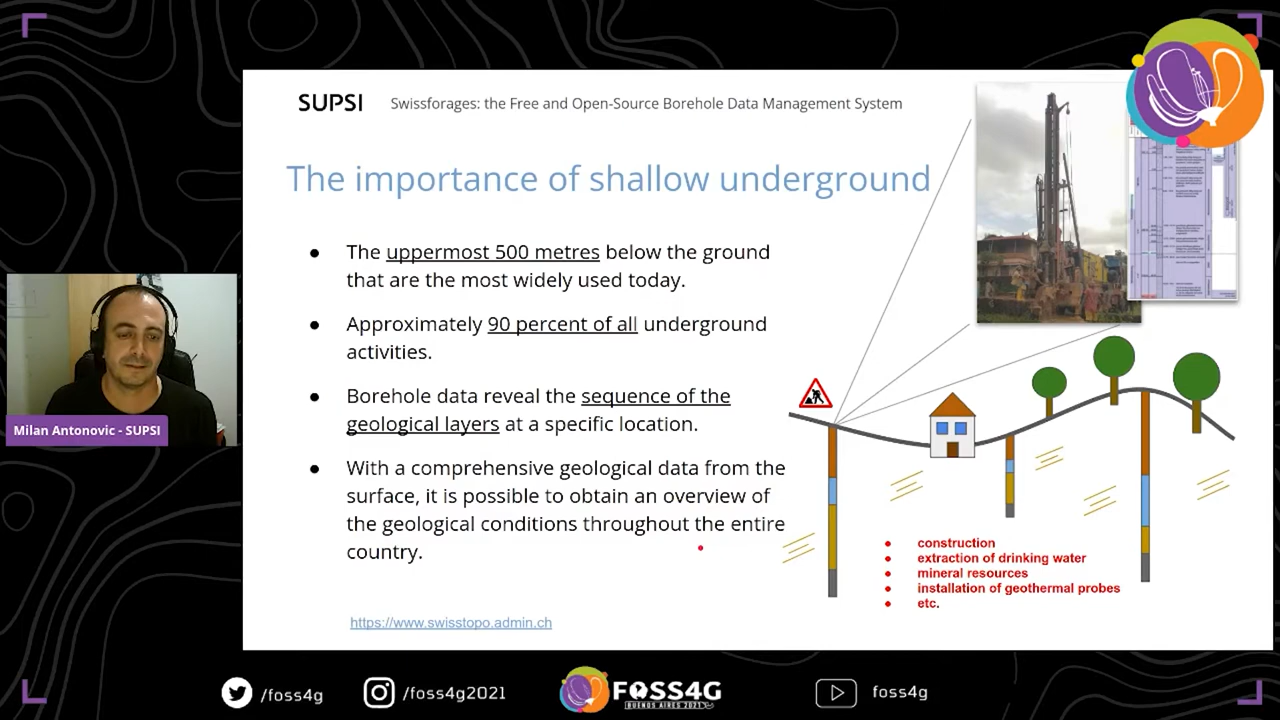 SUPSI
Swissforages: the Free and Open-Source Borehole Data Management System
The importance of shallow underground
● The uppermost 500 metres below the ground
that are the most widely used today.
● Approximately 90 percent of all underground
activities.
● Borehole data reveal the sequence of the
geological layers at a specific location.
● With a comprehensive geological data from the
surface, it is possible to obtain an overview of
the geological conditions throughout the entire
country.
https://www.swisstopo.admin.ch
● construction
● extraction of drinking water
● mineral resources
● installation of geothermal probes
● etc.
Milan Antonovic - SUPSI
/foss4g
/foss4g2021
FOSS4G
BUENOS AIRES 2021
foss4g